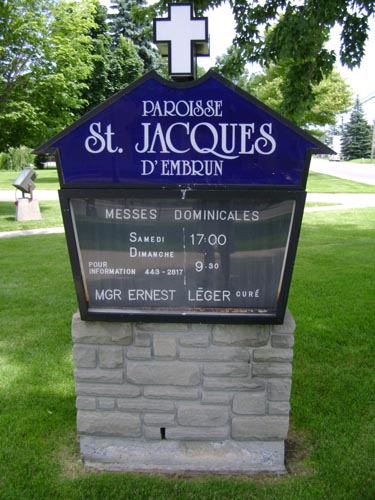 PAROISSE
St. JACQUES
D'EMBRUN
MESSES DOMINICALES
SAMEDI 17:00
DIMANCHE 9:30
POUR
INFORMATION 443-2817
MGR ERNEST LÉGER CURÉ